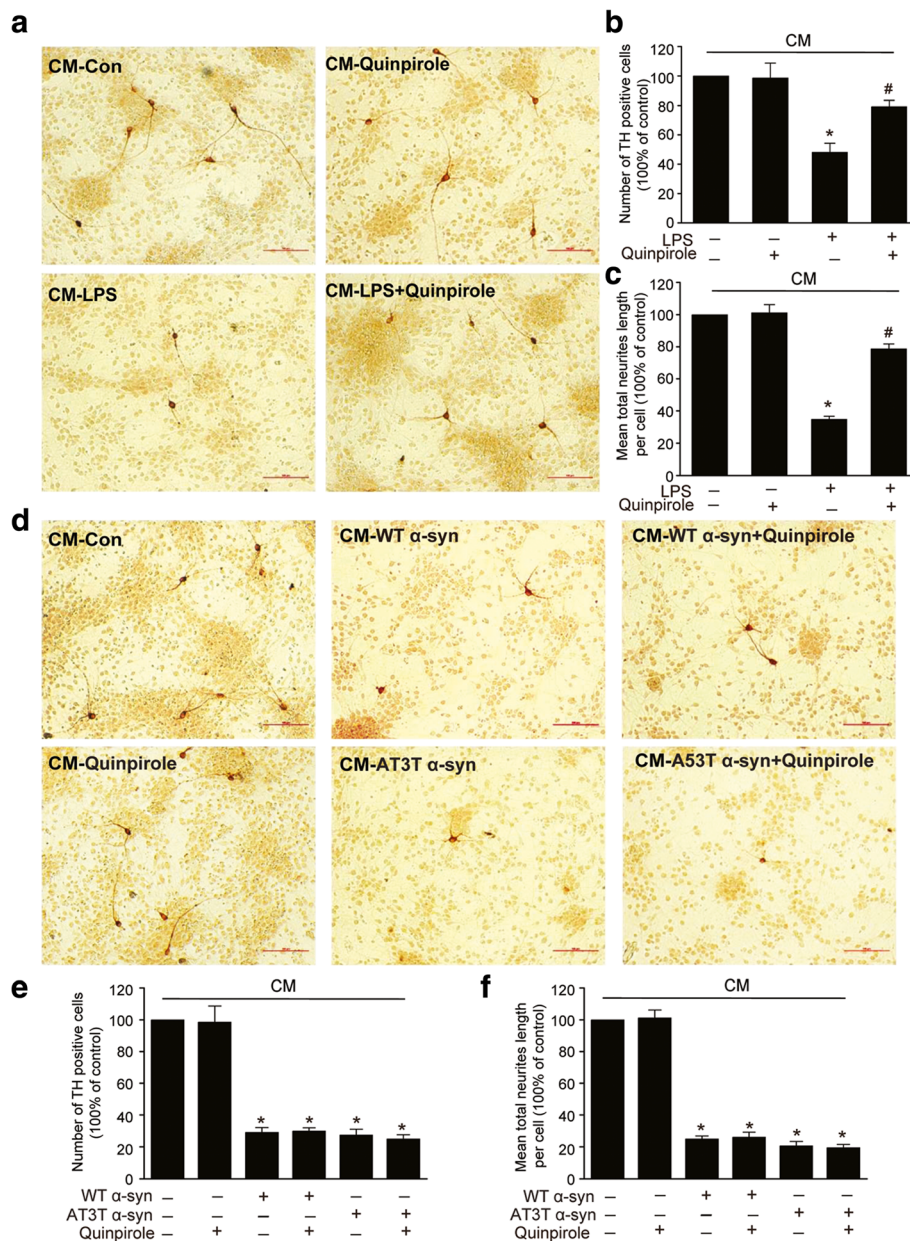 a
CM-Con
CM-Quinpirole
CM-LPS
CM-LPS+Quinpirole
b
CM
Number of TH positive cells
(100% of control)
120
100
80
60
40
20
0
*
#
LPS – – + +
Quinpirole – + – +
c
CM
Mean total neurites length
per cell (100% of control)
120
100
80
60
40
20
0
*
#
LPS – – + +
Quinpirole – + – +
d
CM-Con
CM-WT α-syn
CM-WT α-syn+Quinpirole
CM-Quinpirole
CM-AT3T α-syn
CM-A53T α-syn+Quinpirole
e
CM
Number of TH positive cells
(100% of control)
120
100
80
60
40
20
0
* * * *
WT α-syn – – + + – –
AT3T α-syn – – – – + +
Quinpirole – + – + – +
f
CM
Mean total neurites length
per cell (100% of control)
120
100
80
60
40
20
0
* * * *
WT α-syn – – + + – –
AT3T α-syn – – – – + +
Quinpirole – + – + – +